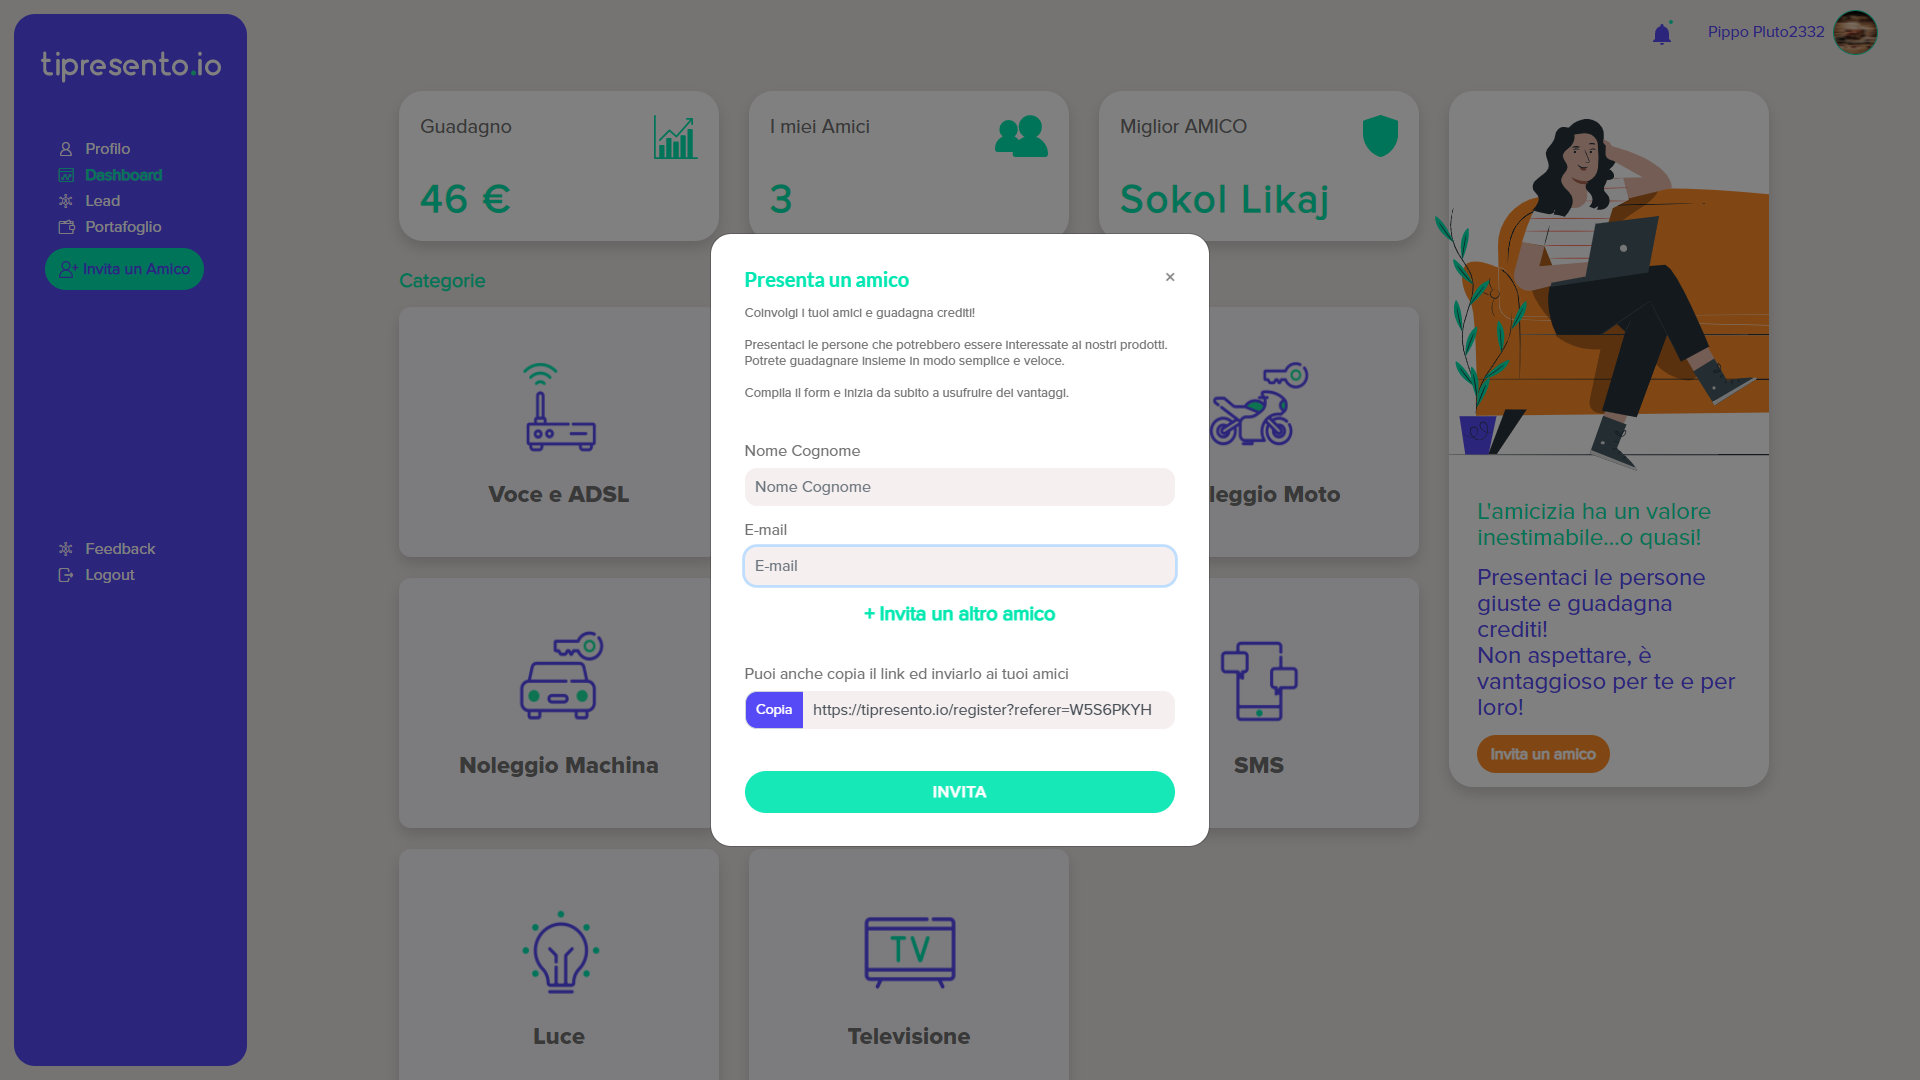 tipresento.io
Profilo
Dashboard
Lead
Portafoglio
Invita un Amico
Feedback
Logout
Pippo Pluto2332
Guadagno
46 €
I miei Amici
3
Miglior AMICO
Sokol Likaj
Categorie
Voce e ADSL
leggio Moto
Noleggio Machina
SMS
Luce
TV
Televisione
Presenta un amico
×
Coinvolgi i tuoi amici e guadagna crediti!
Presentaci le persone che potrebbero essere interessate ai nostri prodotti.
Potrete guadagnare insieme in modo semplice e veloce.
Compila il form e inizia da subito a usufruire dei vantaggi.
Nome Cognome
Nome Cognome
E-mail
E-mail
+ Invita un altro amico
Puoi anche copia il link ed inviarlo ai tuoi amici
Copia https://tipresento.io/register?referer=W5S6PKYH
INVITA
L'amicizia ha un valore
inestimabile...o quasi!
Presentaci le persone
giuste e guadagna
crediti!
Non aspettare, è
vantaggioso per te e per
loro!
Invita un amico